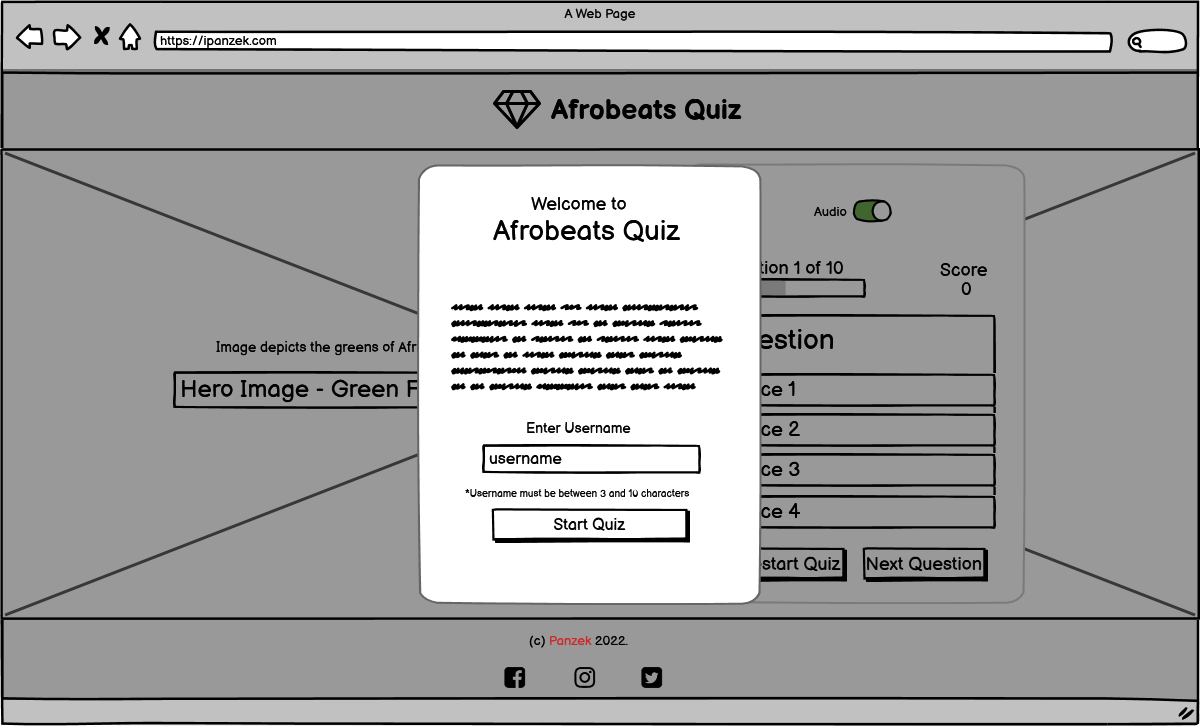 A Web Page
https://ipanzek.com
Afrobeats Quiz
Welcome to
Afrobeats Quiz
Enter Username
username
*Username must be between 3 and 10 characters
Start Quiz
Image depicts the greens of Afr
Hero Image - Green F
Audio
tion 1 of 10
Score
0
estion
ce 1
ce 2
ce 3
ce 4
start Quiz
Next Question
(c) Panzek 2022.